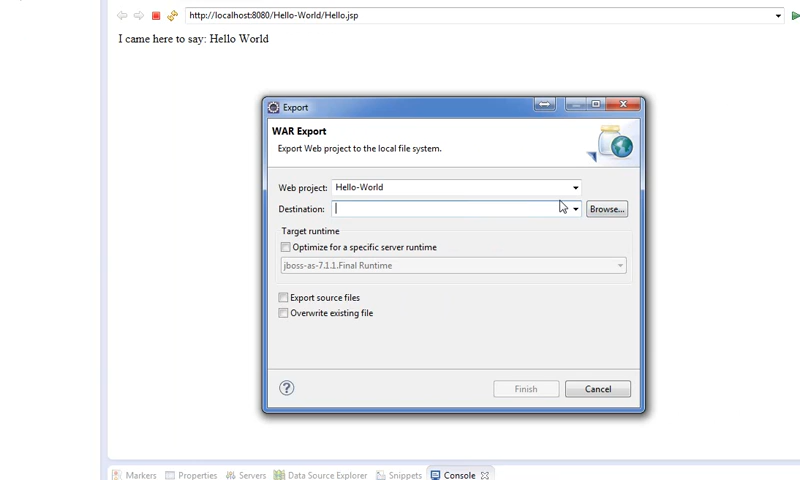 http://localhost:8080/Hello-World/Hello.jsp
I came here to say: Hello World
Export
WAR Export
Export Web project to the local file system.
Web project: Hello-World
Destination: Browse...
Target runtime
Optimize for a specific server runtime
jboss-as-7.1.1.Final Runtime
Export source files
Overwrite existing file
? Finish Cancel
Markers Properties Servers Data Source Explorer Snippets Console